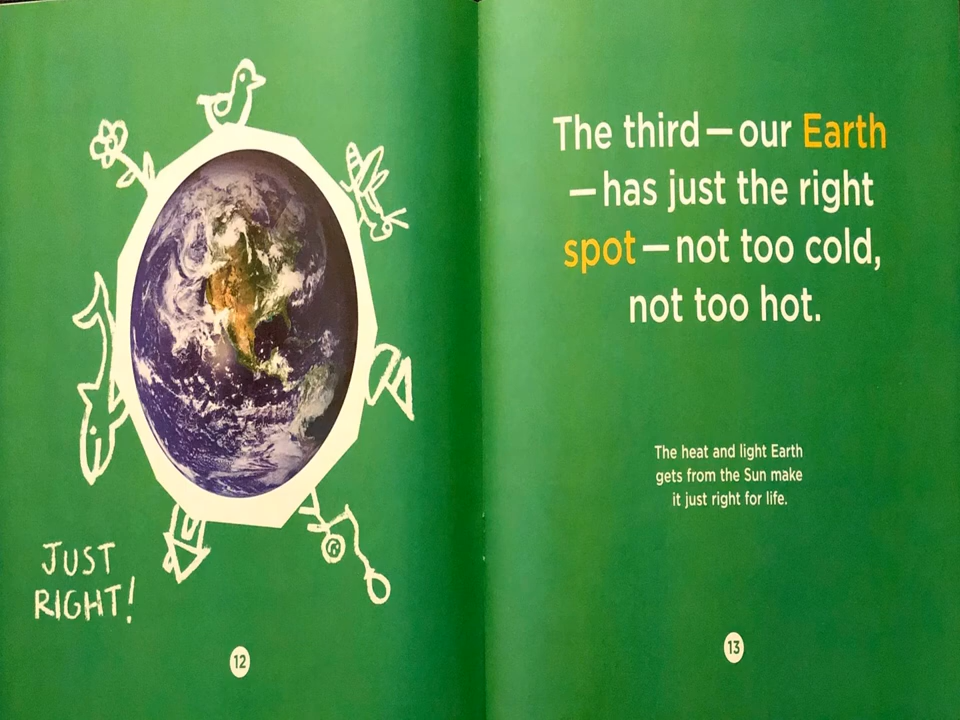 JUST
RIGHT!
12
The third—our Earth
—has just the right
spot—not too cold,
not too hot.
The heat and light Earth
gets from the Sun make
it just right for life.
13